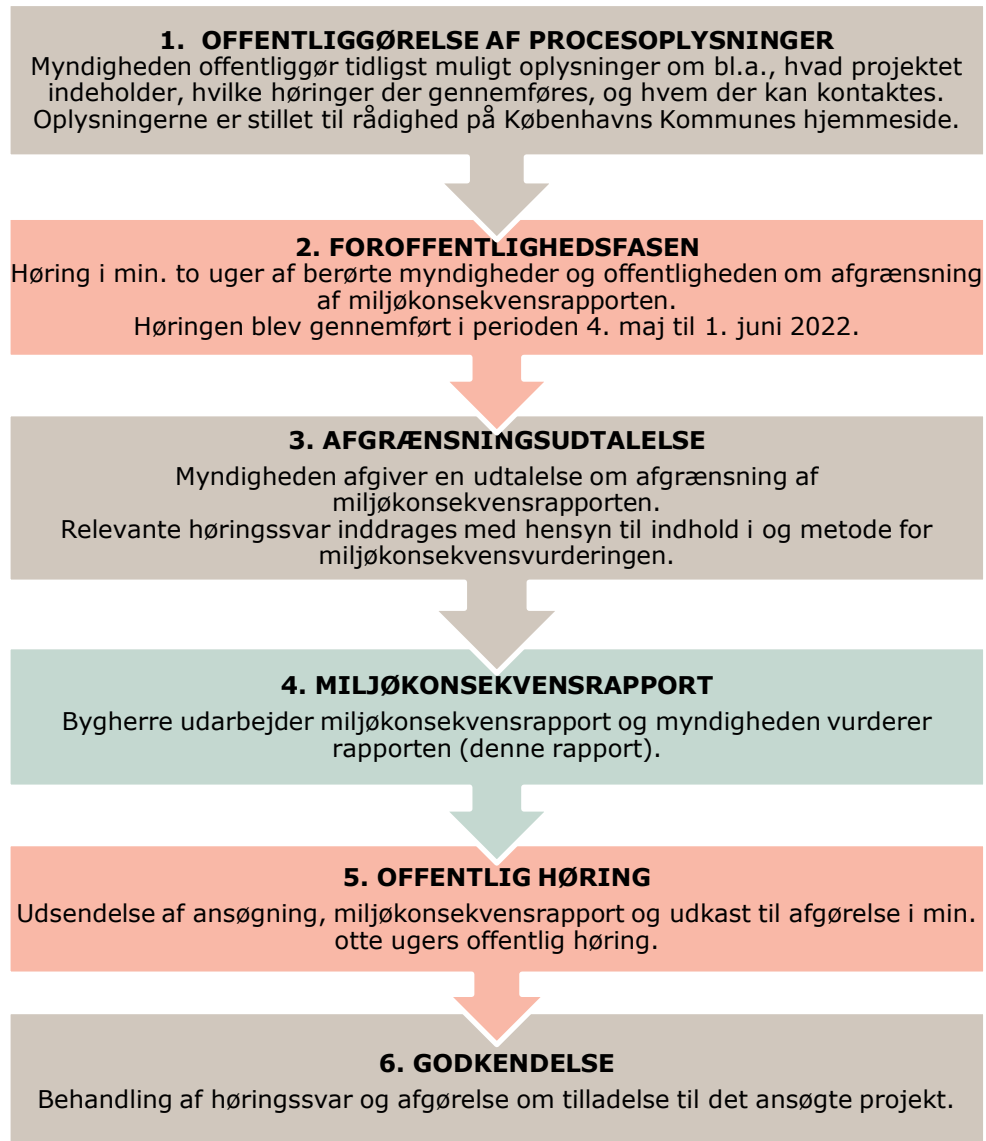 1. OFFENTLIGGØRELSE AF PROCESOPLYSNINGER
Myndigheden offentliggør tidligst muligt oplysninger om bl.a., hvad projektet
indeholder, hvilke høringer der gennemføres, og hvem der kan kontaktes.
Oplysningerne er stillet til rådighed på Københavns Kommunes hjemmeside.
2. FOROFFENTLIGHEDSFASEN
Høring i min. to uger af berørte myndigheder og offentligheden om afgrænsning
af miljøkonsekvensrapporten.
Høringen blev gennemført i perioden 4. maj til 1. juni 2022.
3. AFGRÆNSNINGSUDTALELSE
Myndigheden afgiver en udtalelse om afgrænsning af
miljøkonsekvensrapporten.
Relevante høringssvar inddrages med hensyn til indhold i og metode for
miljøkonsekvensvurderingen.
4. MILJØKONSEKVENSRAPPORT
Bygherre udarbejder miljøkonsekvensrapport og myndigheden vurderer
rapporten (denne rapport).
5. OFFENTLIG HØRING
Udsendelse af ansøgning, miljøkonsekvensrapport og udkast til afgørelse i min.
otte ugers offentlig høring.
6. GODKENDELSE
Behandling af høringssvar og afgørelse om tilladelse til det ansøgte projekt.